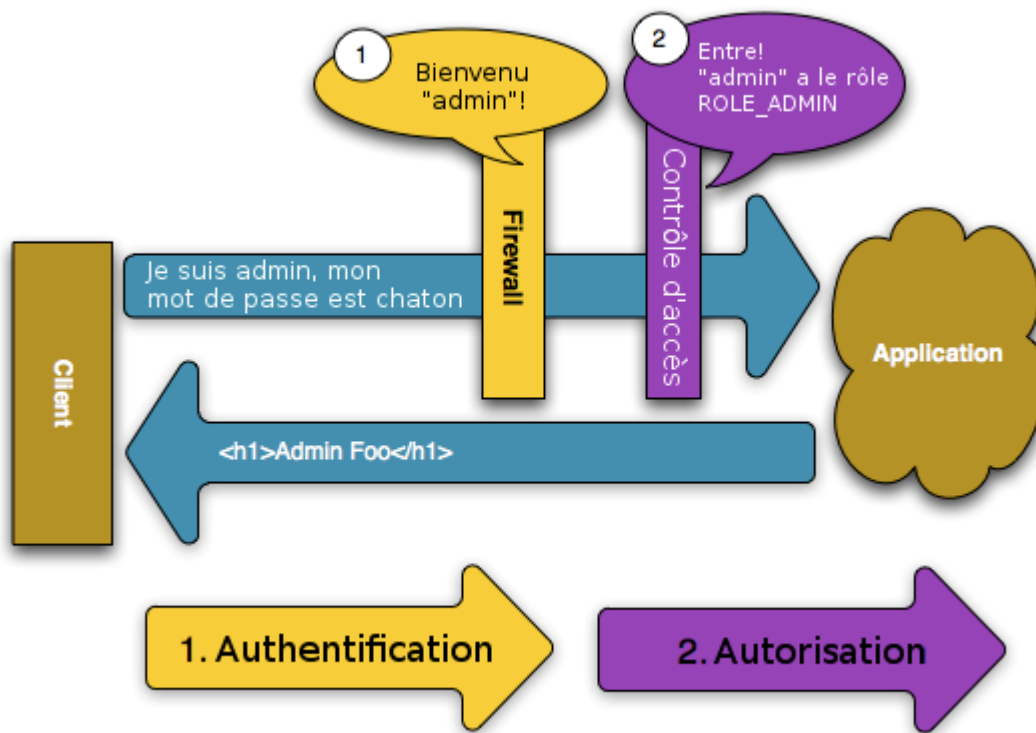 1
Bienvenu
"admin"!
2
Entre!
"admin" a le rôle
ROLE_ADMIN
Firewall
Contrôle d'accès
Client
Je suis admin, mon
mot de passe est chaton
Application
<h1>Admin Foo</h1>
1. Authentification
2. Autorisation